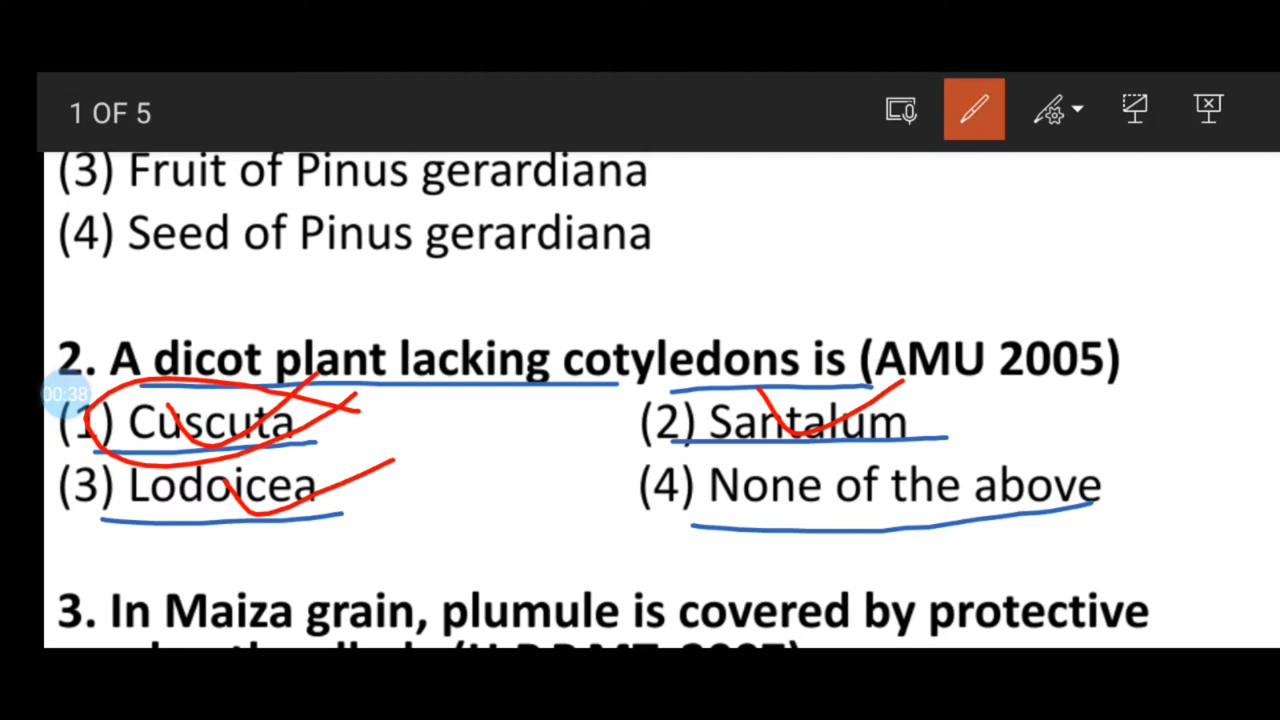 1 OF 5
(3) Fruit of Pinus gerardiana
(4) Seed of Pinus gerardiana
2. A dicot plant lacking cotyledons is (AMU 2005)
00:38
(1) Cuscuta (2) Santalum
(3) Lodoicea (4) None of the above
3. In Maiza grain, plumule is covered by protective